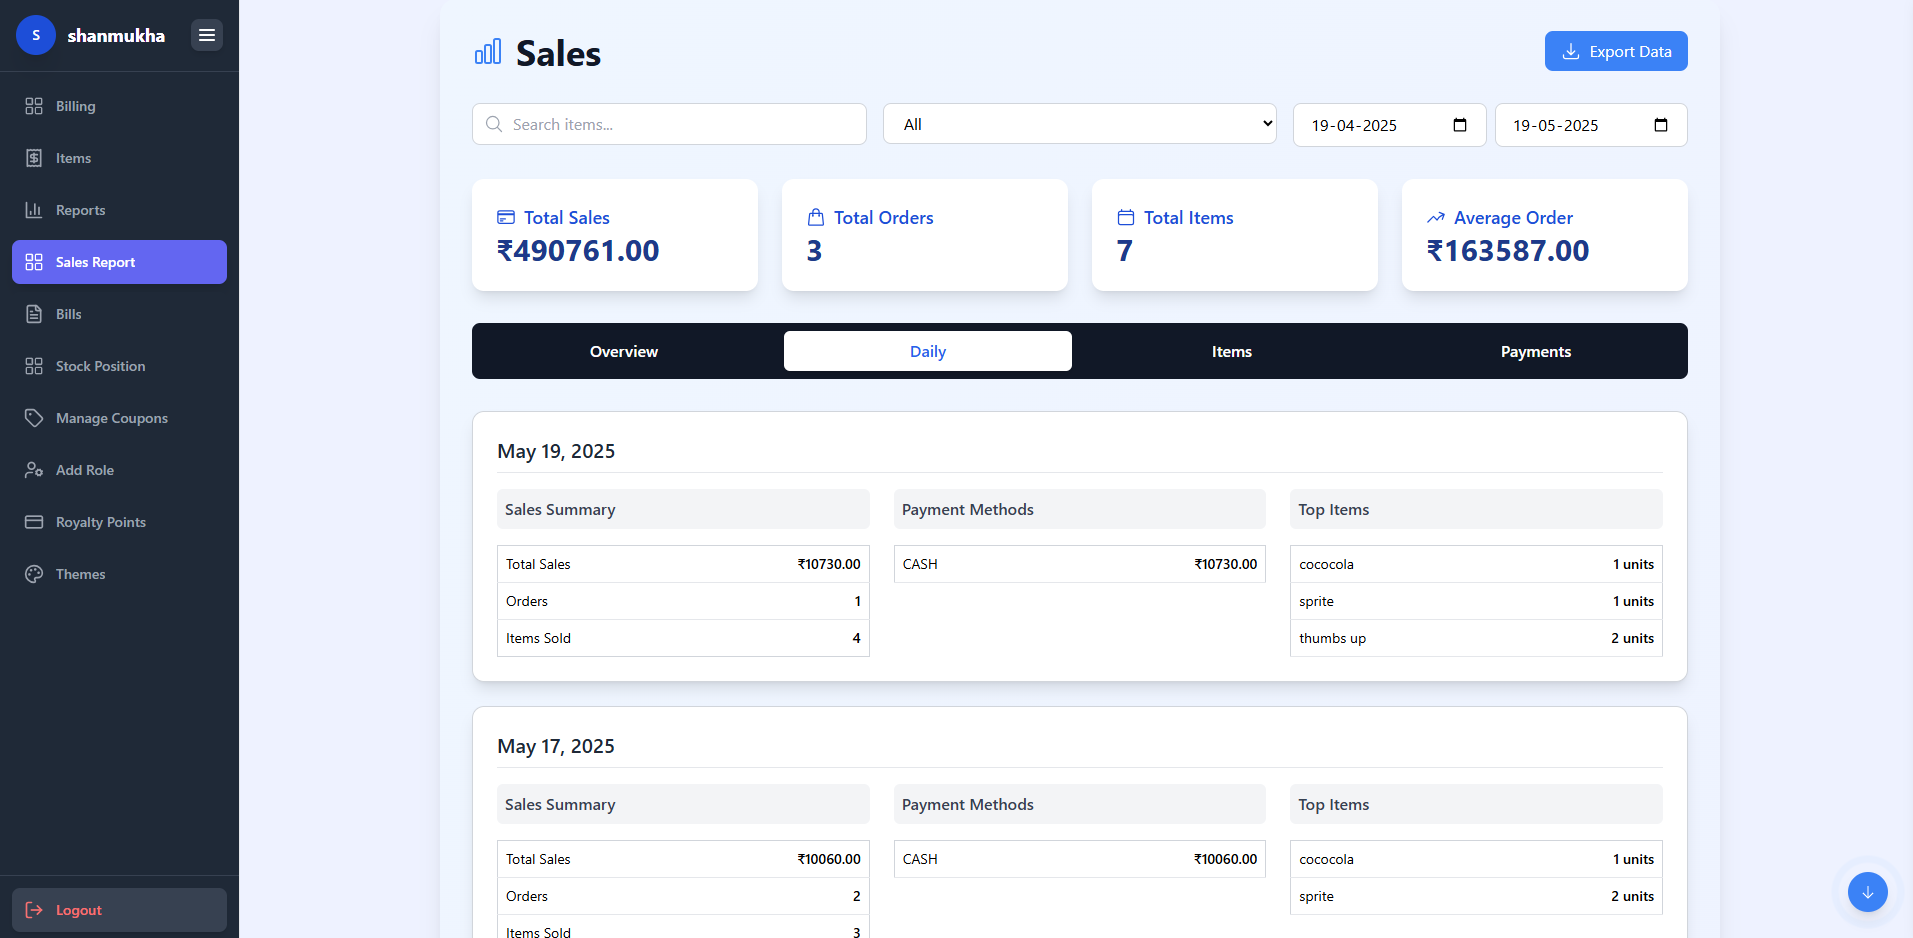 S
shanmukha
Billing
Items
Reports
Sales Report
Bills
Stock Position
Manage Coupons
Add Role
Royalty Points
Themes
Logout
Sales
Export Data
Search items...
All
19-04-2025
19-05-2025
Total Sales
₹490761.00
Total Orders
3
Total Items
7
Average Order
₹163587.00
Overview
Daily
Items
Payments
May 19, 2025
Sales Summary
Total Sales ₹10730.00
Orders 1
Items Sold 4
Payment Methods
CASH ₹10730.00
Top Items
cococola 1 units
sprite 1 units
thumbs up 2 units
May 17, 2025
Sales Summary
Total Sales ₹10060.00
Orders 2
Items Sold 3
Payment Methods
CASH ₹10060.00
Top Items
cococola 1 units
sprite 2 units